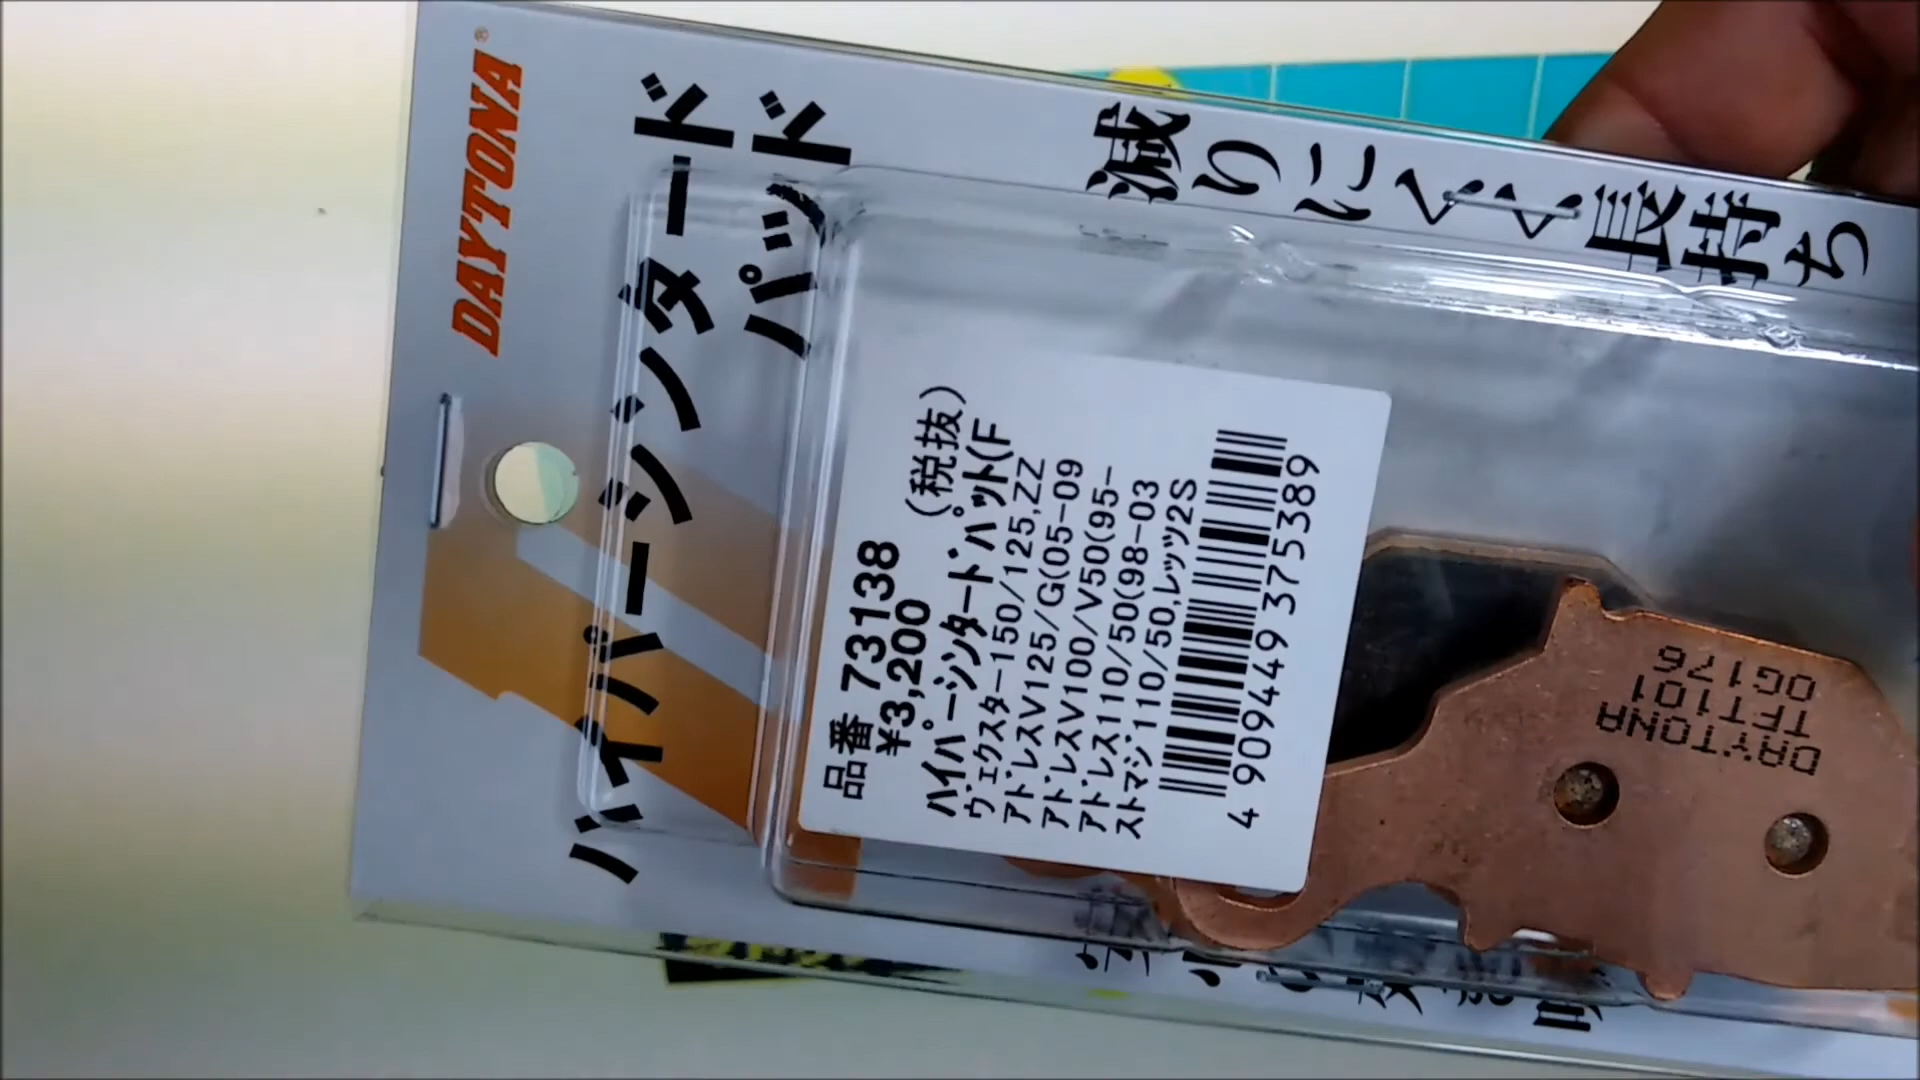 DAYTONA®
ハイパーシンタード
パッド
減りにくく長持ち
品番 73138
¥3,200 (税抜)
ハイパーシンタードパット(F
ヴェクスター150/125,ZZ
アドレスV125/G(05-09
アドレスV100/V50(95-
アドレス110/50(98-03
ストマジ110/50,レッツ2S
4 909449 375389
DAYTONA
TFT101
OG176